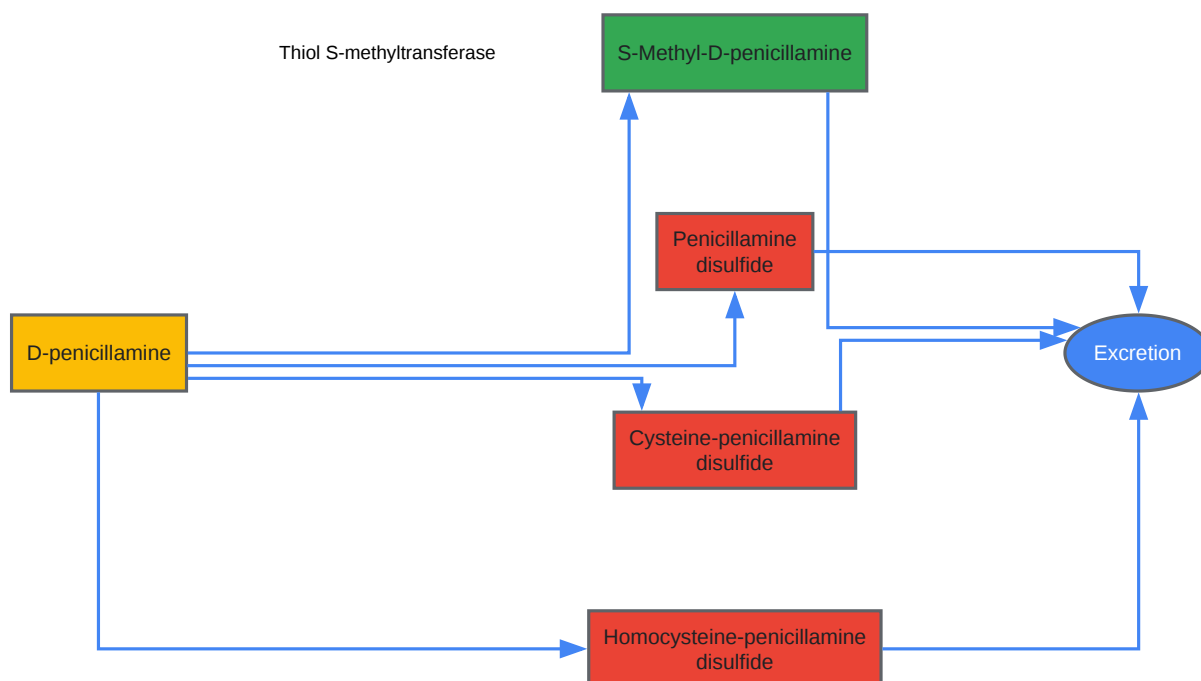 Thiol S-methyltransferase
S-Methyl-D-penicillamine
Penicillamine
disulfide
D-penicillamine
Excretion
Cysteine-penicillamine
disulfide
Homocysteine-penicillamine
disulfide